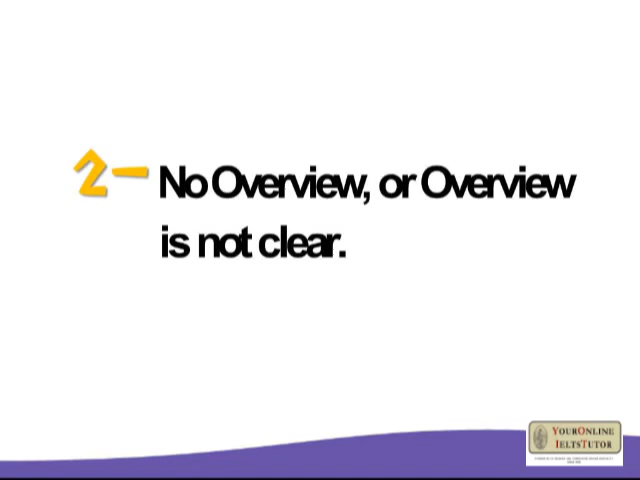 2- No Overview, or Overview
is not clear.
YOURONLINE
IELTSTUTOR